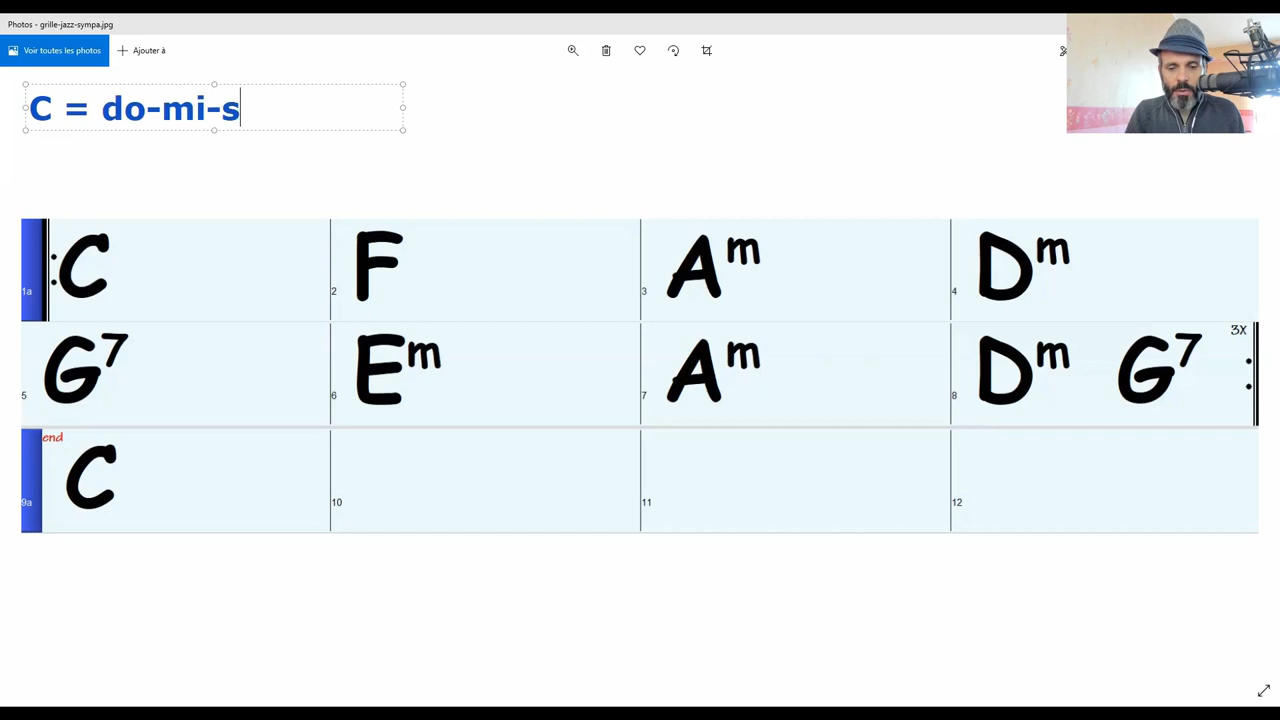 Photos - grille-jazz-sympa.jpg
Voir toutes les photos
Ajouter à
C = do-mi-s
1a C 2 F 3 Am 4 Dm
5 G7 6 Em 7 Am 8 Dm G7 3X
end
9a C 10 11 12